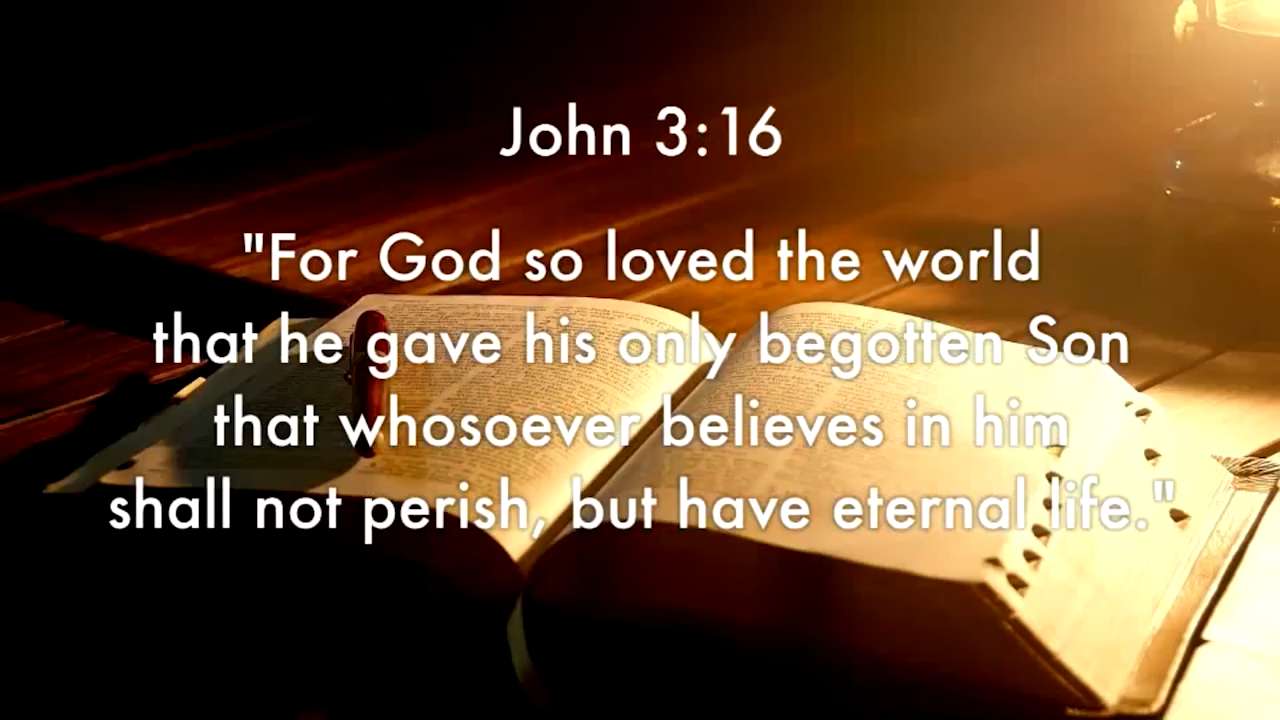 John 3:16
"For God so loved the world
that he gave his only begotten Son
that whosoever believes in him
shall not perish, but have eternal life."